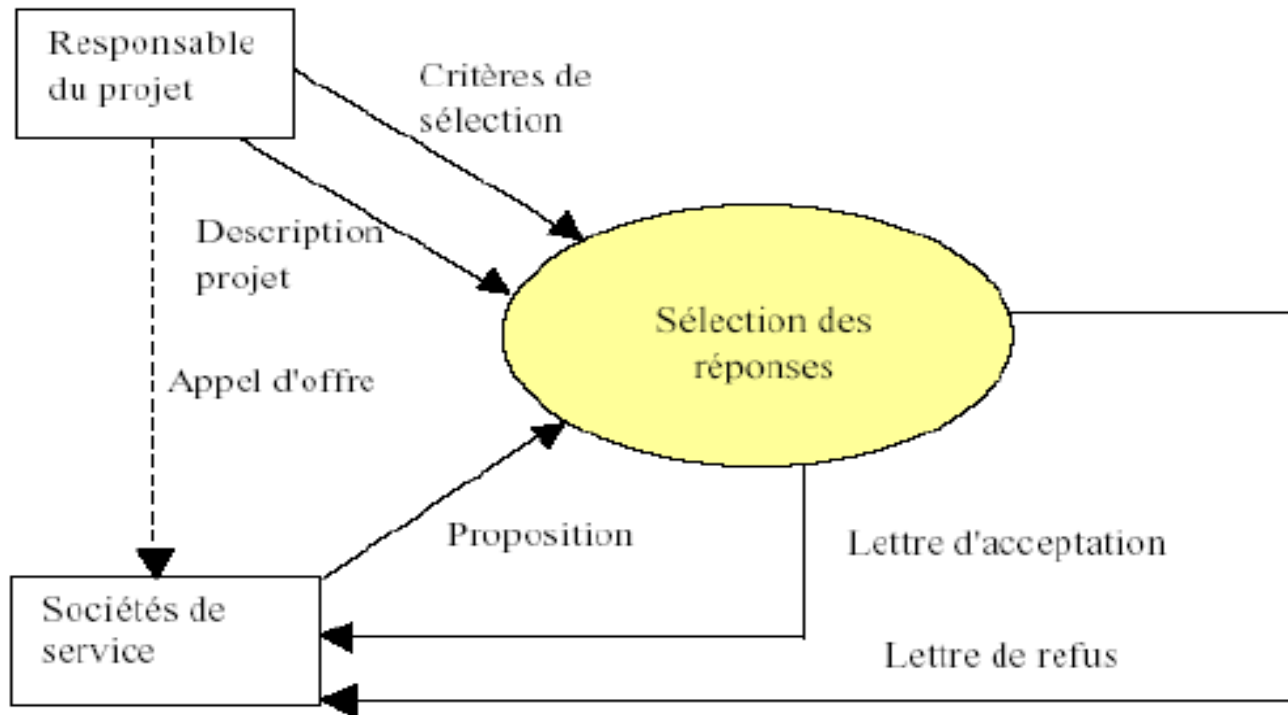 Responsable
du projet
Critères de
sélection
Description
projet
Sélection des
réponses
Appel d'offre
Proposition
Lettre d'acceptation
Sociétés de
service
Lettre de refus